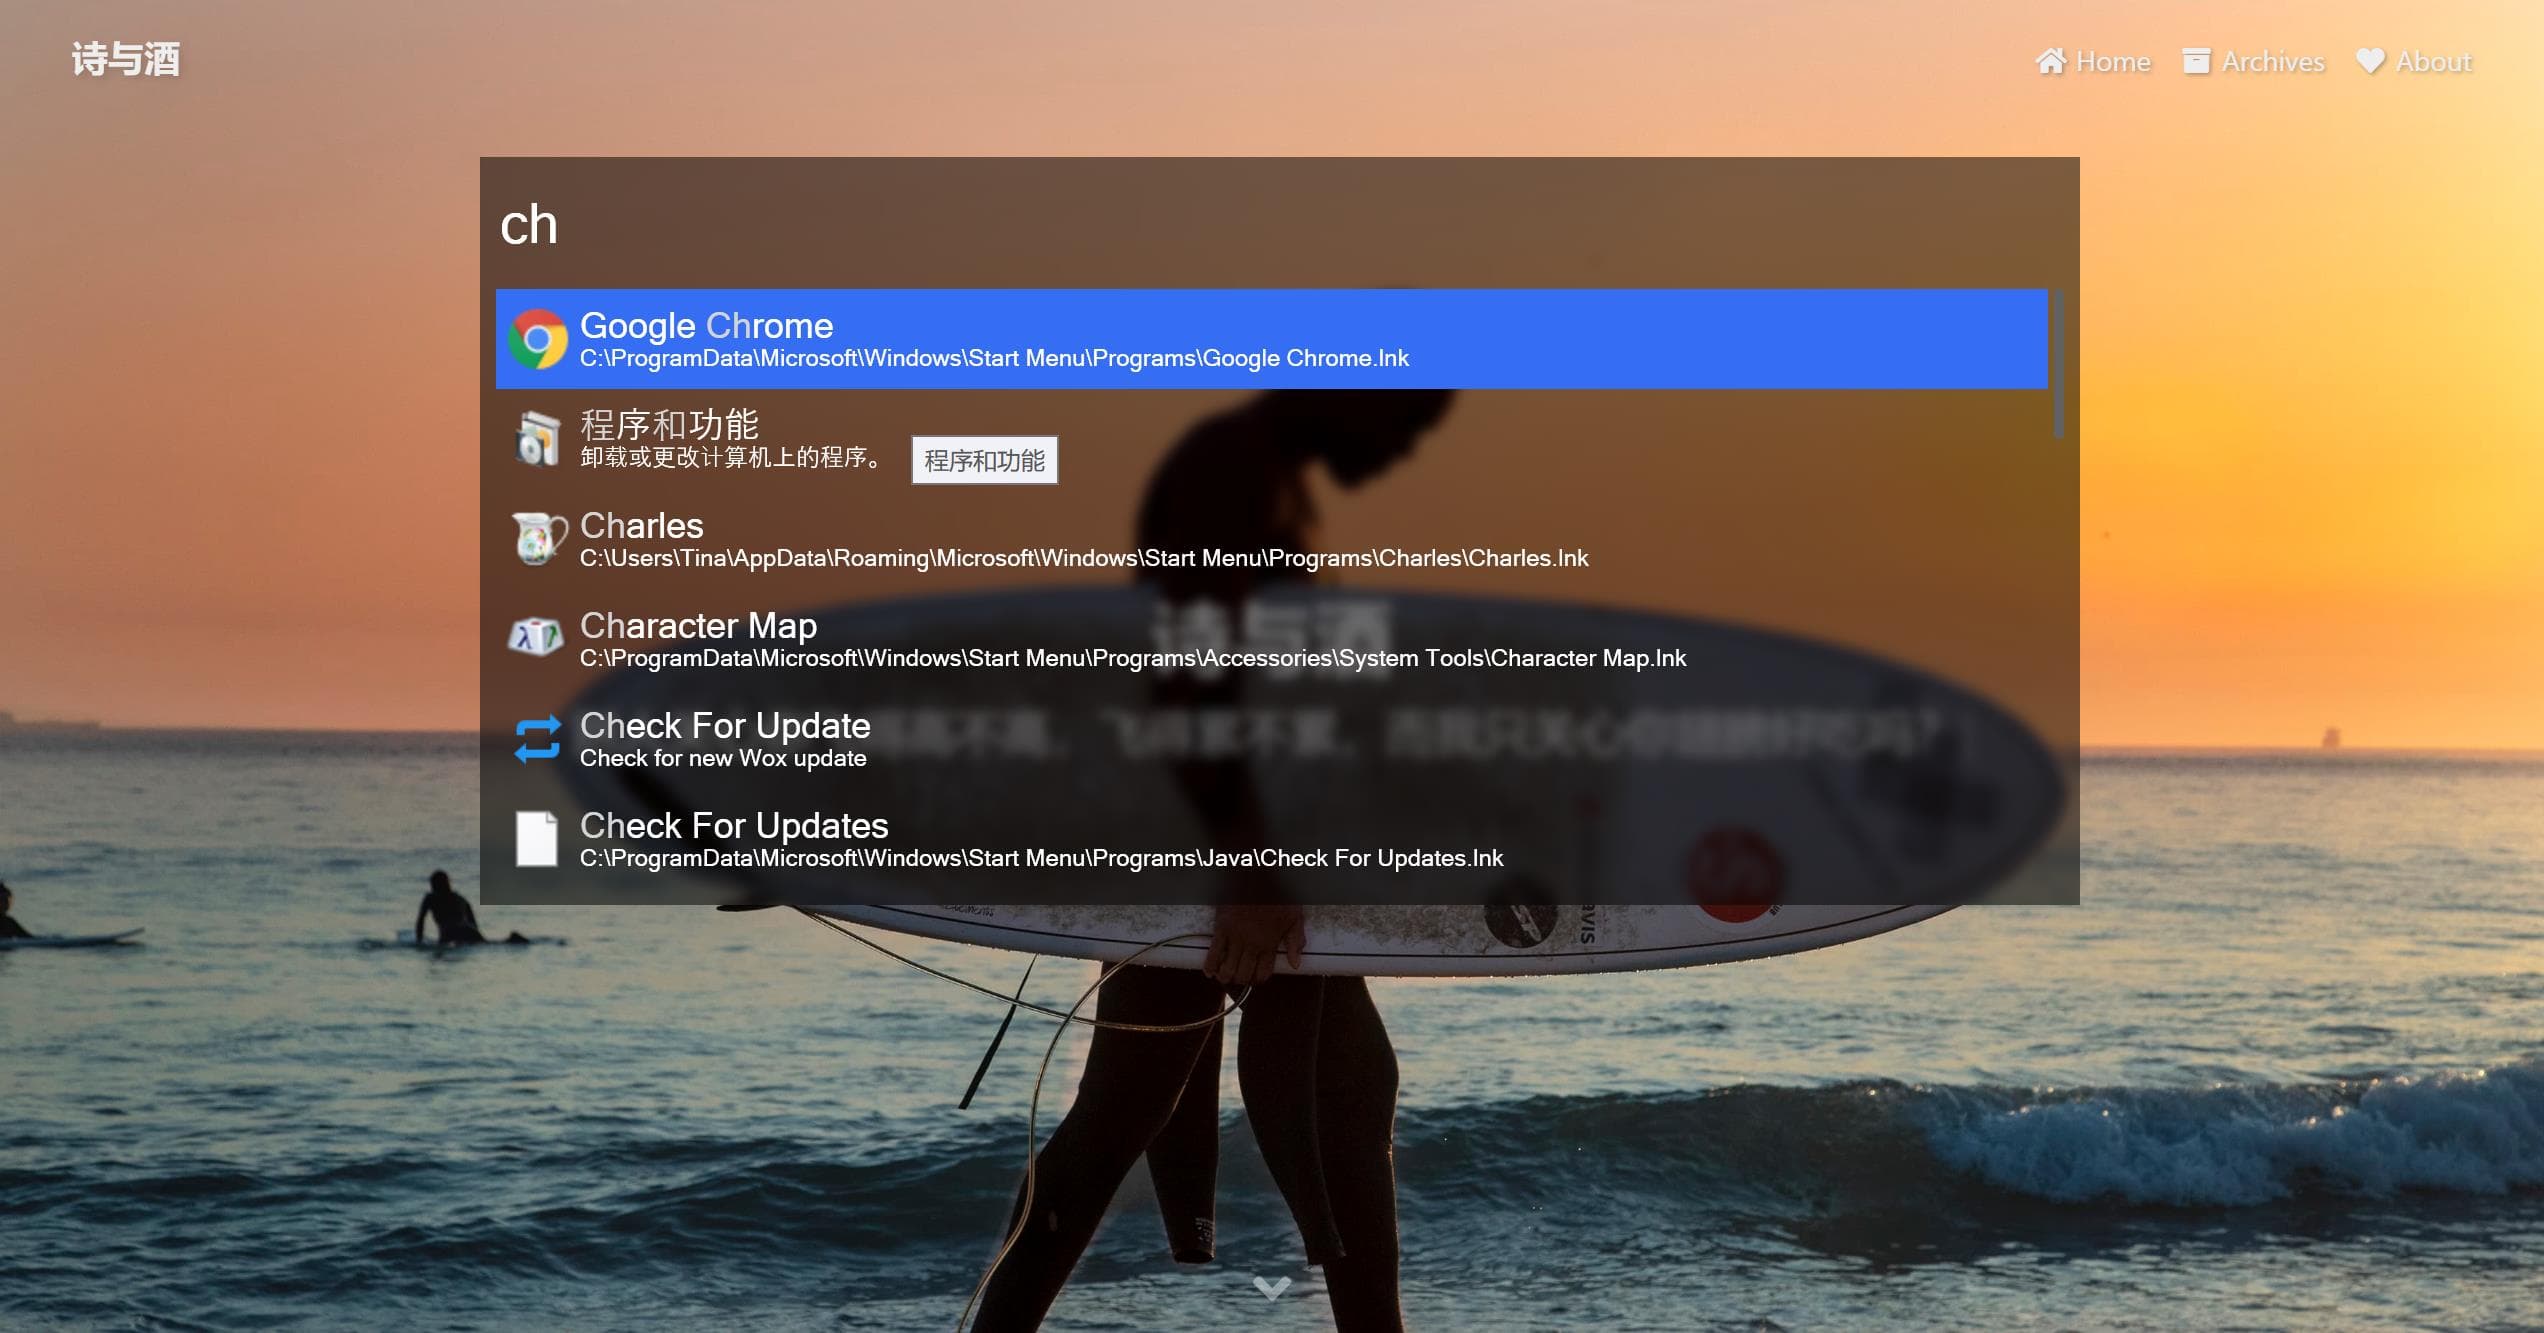 诗与酒
Home
Archives
About
ch
Google Chrome
C:\ProgramData\Microsoft\Windows\Start Menu\Programs\Google Chrome.lnk
程序和功能
卸载或更改计算机上的程序。
程序和功能
Charles
C:\Users\Tina\AppData\Roaming\Microsoft\Windows\Start Menu\Programs\Charles\Charles.lnk
诗与酒
Character Map
C:\ProgramData\Microsoft\Windows\Start Menu\Programs\Accessories\System Tools\Character Map.lnk
Check For Update
Check for new Wox update
Check For Updates
C:\ProgramData\Microsoft\Windows\Start Menu\Programs\Java\Check For Updates.lnk